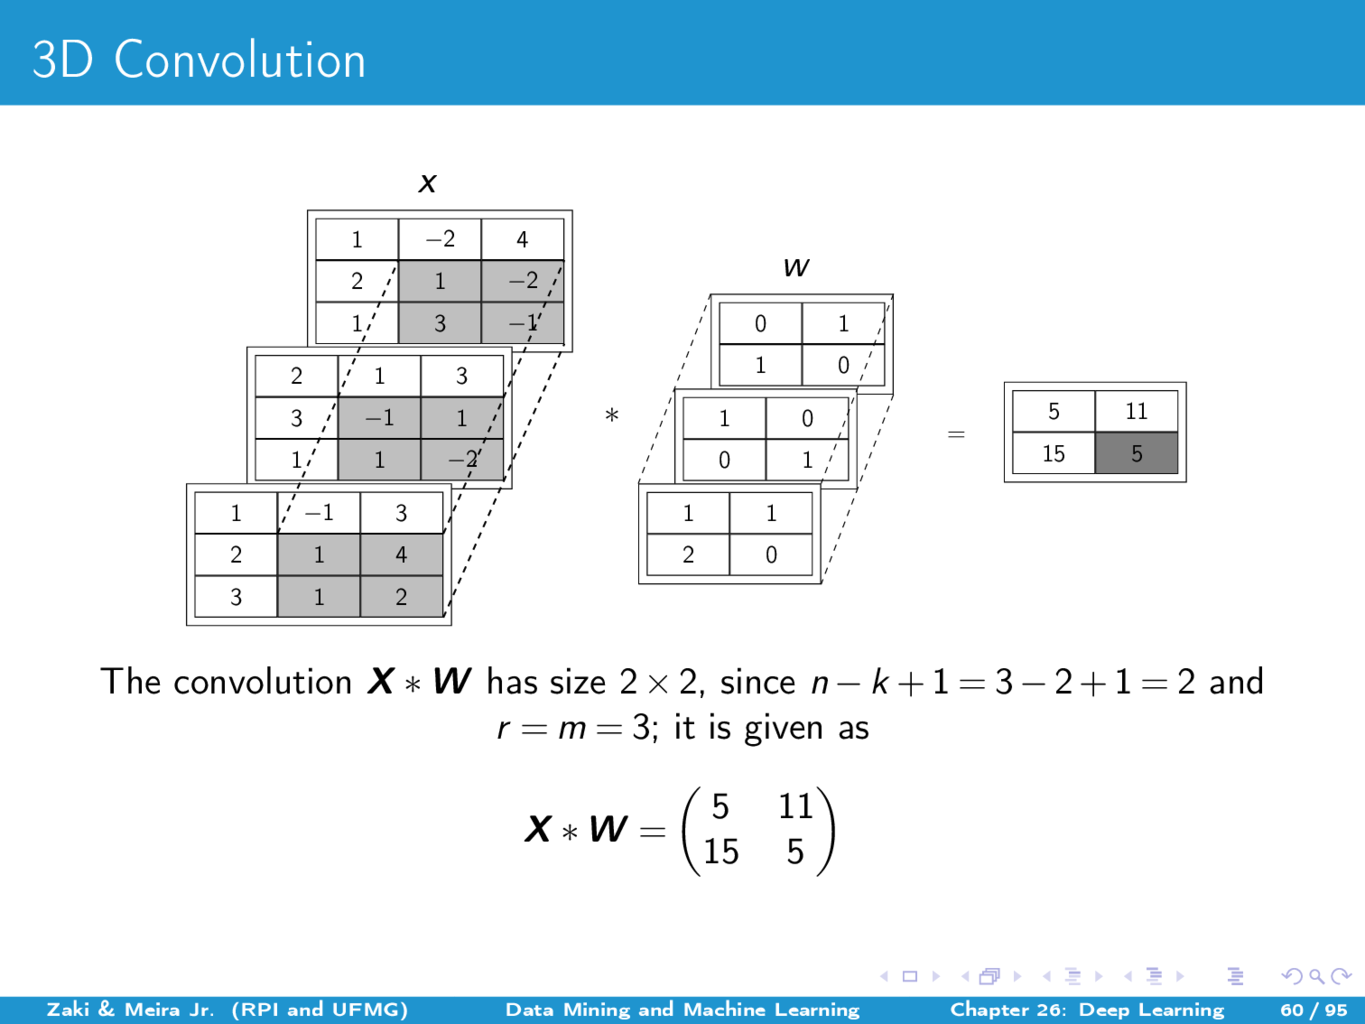 3D Convolution
X
1 −2 4
2 1 −2
1 3 −1
2 1 3
3 −1 1
1 1 −2
1 −1 3
2 1 4
3 1 2
∗
W
0 1
1 0
1 0
0 1
1 1
2 0
=
5 11
15 5
The convolution X ∗ W has size 2 × 2, since n − k + 1 = 3 − 2 + 1 = 2 and
r = m = 3; it is given as
X ∗ W = (5 11
15 5)
Zaki & Meira Jr. (RPI and UFMG) Data Mining and Machine Learning Chapter 26: Deep Learning 60 / 95